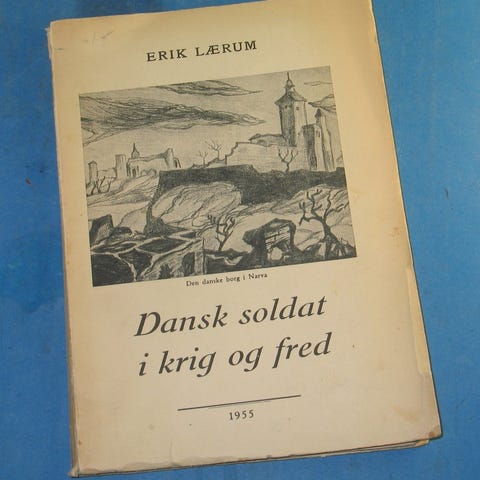 ERIK LÆRUM
Den danske borg i Narva
Dansk soldat
i krig og fred
1955